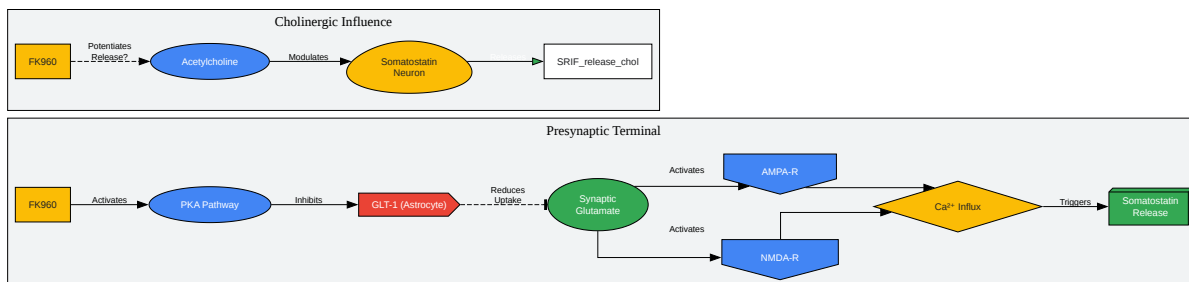 Cholinergic Influence
FK960
Potentiates
Release?
Acetylcholine
Modulates
Somatostatin
Neuron
SRIF_release_chol
Presynaptic Terminal
FK960
Activates
PKA Pathway
Inhibits
GLT-1 (Astrocyte)
Reduces
Uptake
Synaptic
Glutamate
Activates
AMPA-R
Activates
NMDA-R
Ca²⁺ Influx
Triggers
Somatostatin
Release